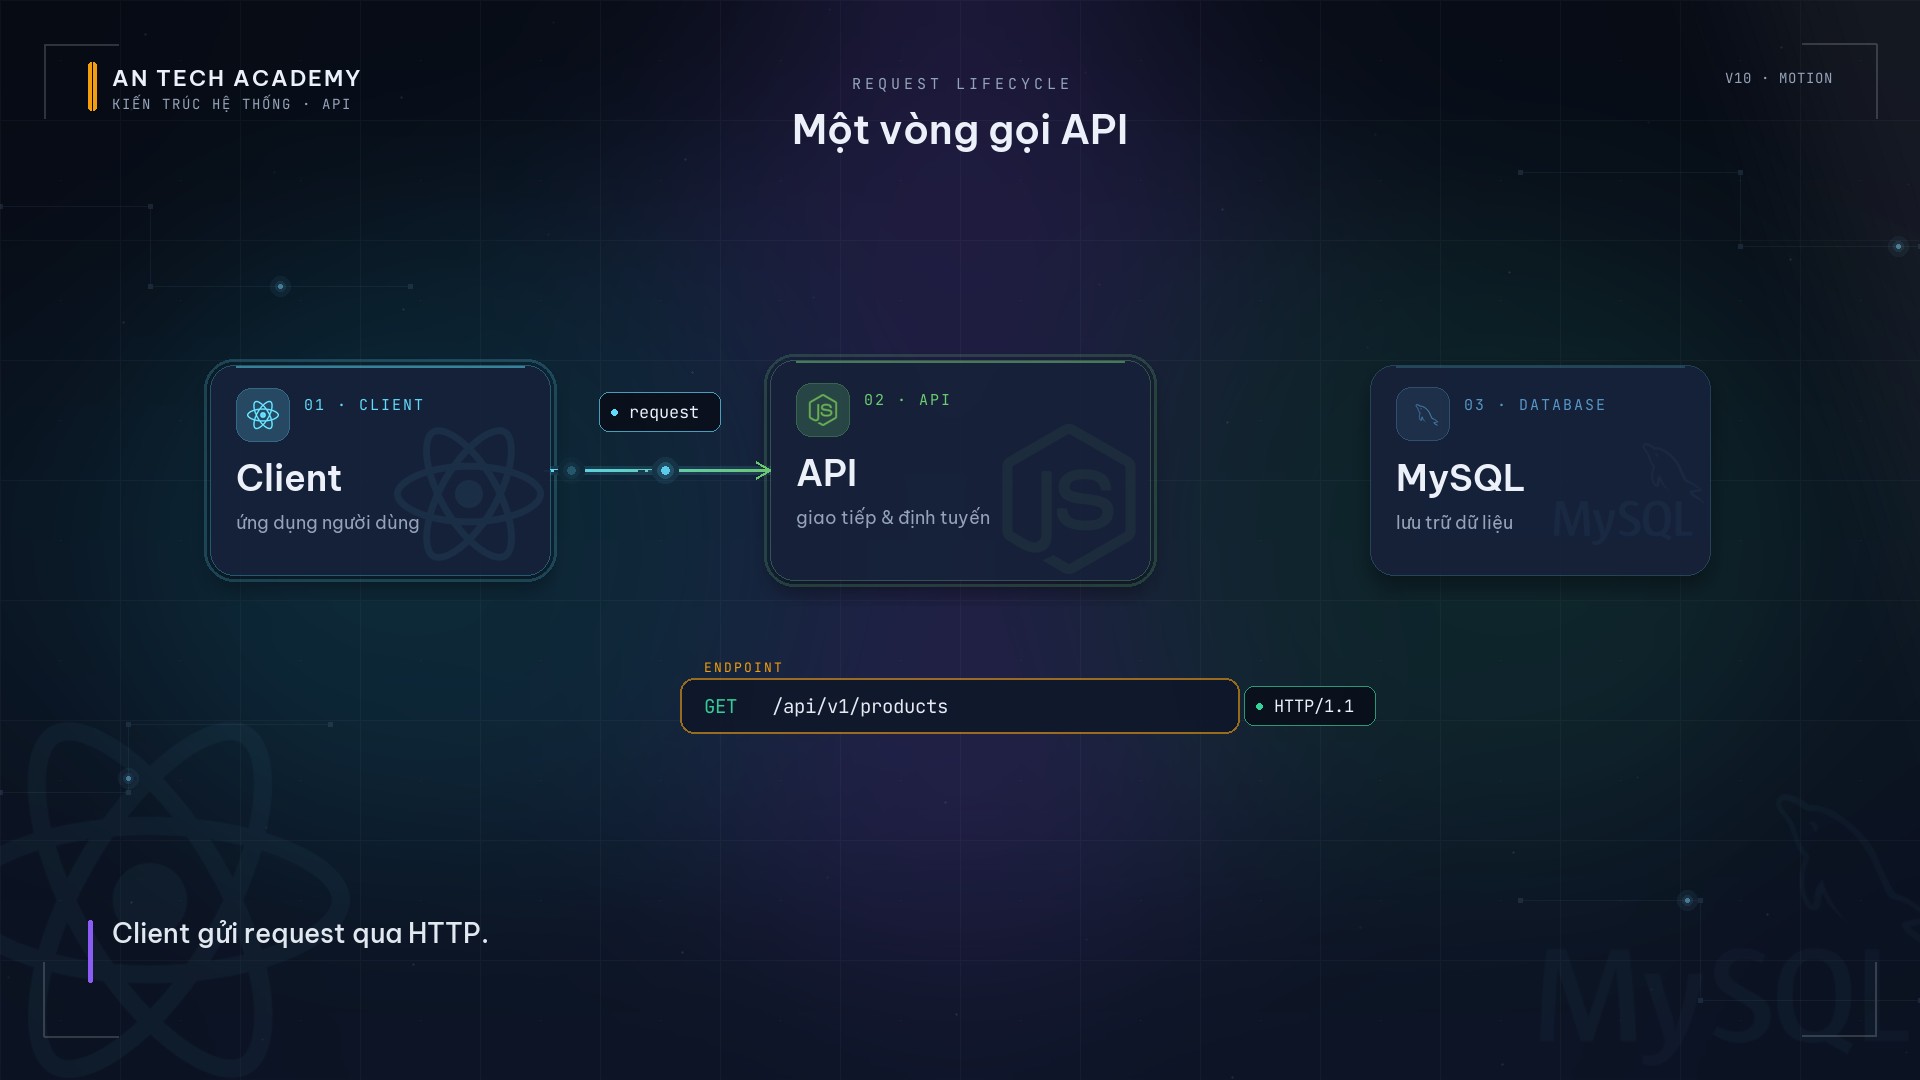 AN TECH ACADEMY
KIẾN TRÚC HỆ THỐNG · API
REQUEST LIFECYCLE
Một vòng gọi API
V10 · MOTION
01 · CLIENT
Client
ứng dụng người dùng
request
02 · API
API
giao tiếp & định tuyến
JS
JS
03 · DATABASE
MySQL
lưu trữ dữ liệu
MySQL
ENDPOINT
GET /api/v1/products
HTTP/1.1
Client gửi request qua HTTP.
MySQL